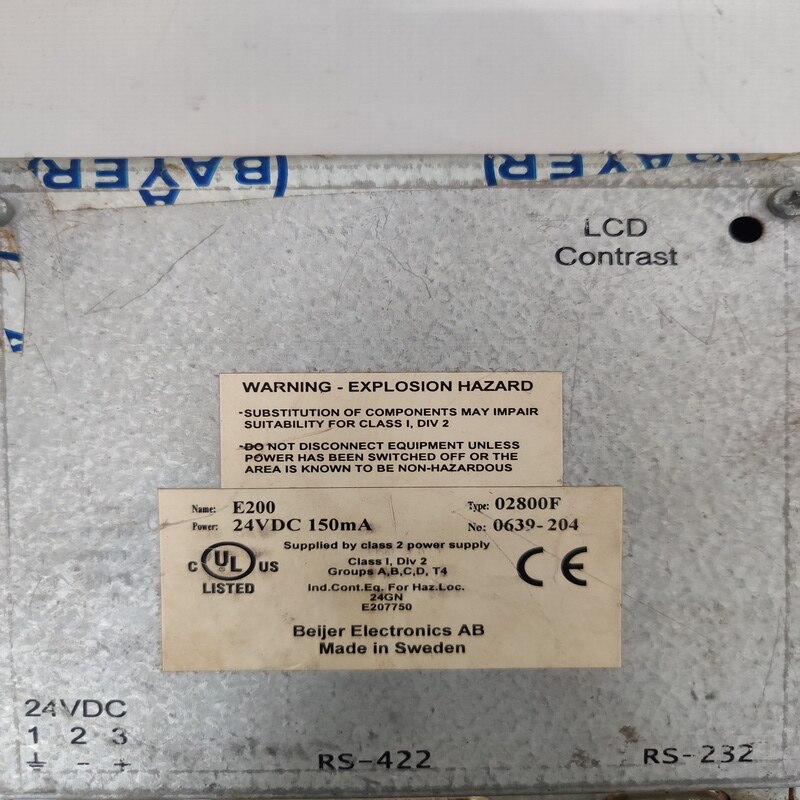 BAYER
A
BAYER
BAYER
LCD
Contrast
WARNING - EXPLOSION HAZARD
-SUBSTITUTION OF COMPONENTS MAY IMPAIR
SUITABILITY FOR CLASS I, DIV 2
-DO NOT DISCONNECT EQUIPMENT UNLESS
POWER HAS BEEN SWITCHED OFF OR
THE AREA IS KNOWN TO BE NON-HAZARDOUS
Name: E200 Type: 02800F
Power: 24VDC 150mA No: 0639-204
Supplied by class 2 power supply
C UL US
LISTED
Class I, Div 2
Groups A,B,C,D, T4
Ind.Cont.Eq. For Haz.Loc.
24GN
E207750
CE
Beijer Electronics AB
Made in Sweden
24VDC
1 2 3
- +
RS-422
RS-232